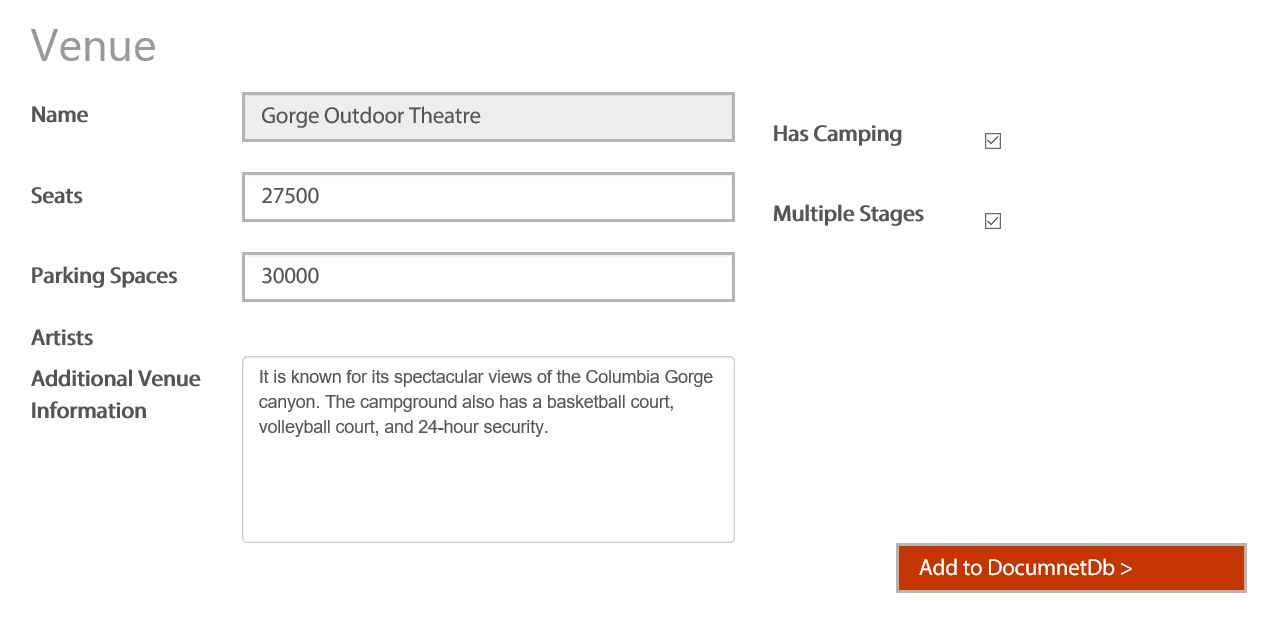 Venue
Name
Gorge Outdoor Theatre
Has Camping
Seats
27500
Multiple Stages
Parking Spaces
30000
Artists
Additional Venue
Information
It is known for its spectacular views of the Columbia Gorge
canyon. The campground also has a basketball court,
volleyball court, and 24-hour security.
Add to DocumnetDb >